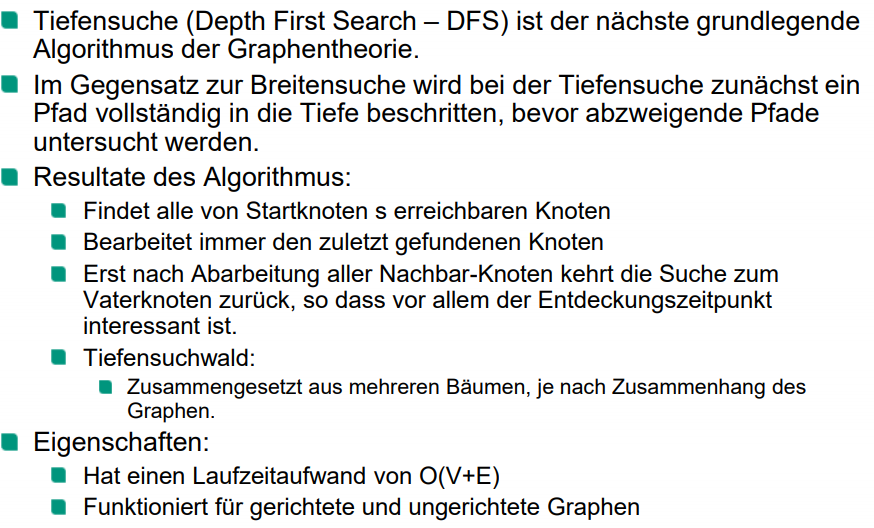 Tiefensuche (Depth First Search – DFS) ist der nächste grundlegende
Algorithmus der Graphentheorie.
Im Gegensatz zur Breitensuche wird bei der Tiefensuche zunächst ein
Pfad vollständig in die Tiefe beschritten, bevor abzweigende Pfade
untersucht werden.
Resultate des Algorithmus:
Findet alle von Startknoten s erreichbaren Knoten
Bearbeitet immer den zuletzt gefundenen Knoten
Erst nach Abarbeitung aller Nachbar-Knoten kehrt die Suche zum
Vaterknoten zurück, so dass vor allem der Entdeckungszeitpunkt
interessant ist.
Tiefensuchwald:
Zusammengesetzt aus mehreren Bäumen, je nach Zusammenhang des
Graphen.
Eigenschaften:
Hat einen Laufzeitaufwand von O(V+E)
Funktioniert für gerichtete und ungerichtete Graphen